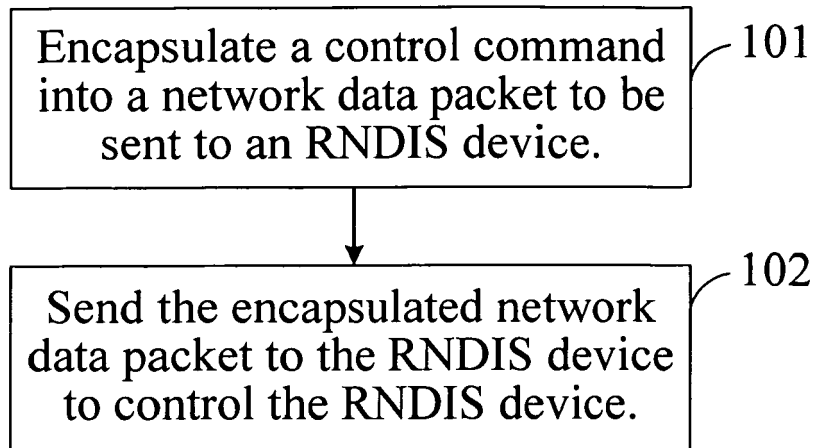 Encapsulate a control command
into a network data packet to be
sent to an RNDIS device.
101
Send the encapsulated network
data packet to the RNDIS device
to control the RNDIS device.
102